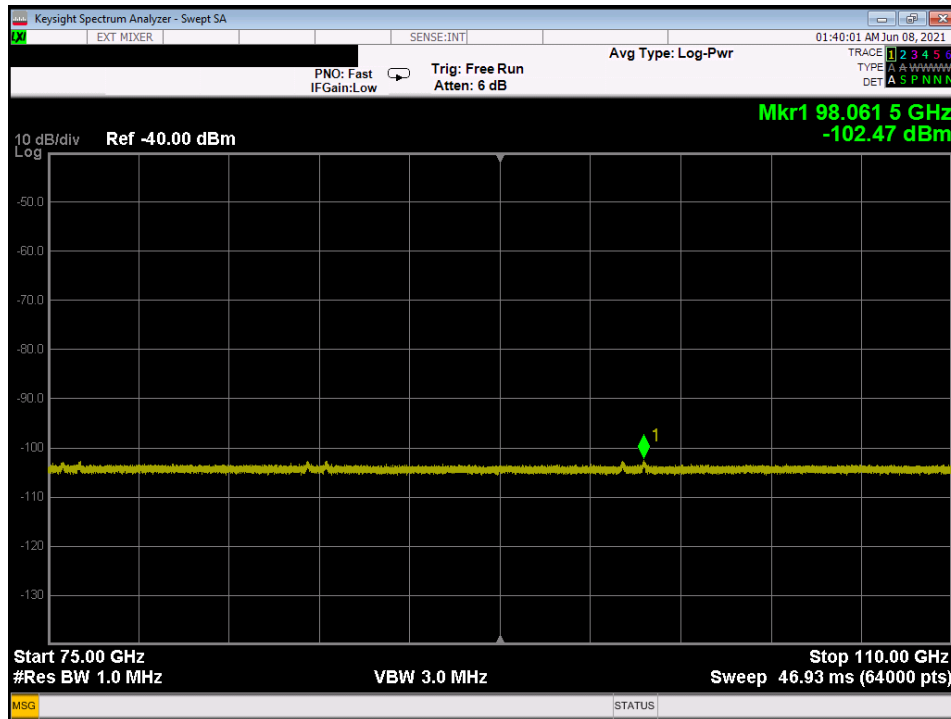 Keysight Spectrum Analyzer - Swept SA
LXI EXT MIXER SENSE:INT 01:40:01 AM Jun 08, 2021
Avg Type: Log-Pwr TRACE 1 2 3 4 5 6
PNO: Fast Trig: Free Run TYPE A A W W W W
IFGain:Low Atten: 6 dB DET A S P N N N
Mkr1 98.061 5 GHz
10 dB/div Ref -40.00 dBm -102.47 dBm
Log
-50.0
-60.0
-70.0
-80.0
-90.0
1
-100
-110
-120
-130
Start 75.00 GHz Stop 110.00 GHz
#Res BW 1.0 MHz VBW 3.0 MHz Sweep 46.93 ms (64000 pts)
MSG STATUS